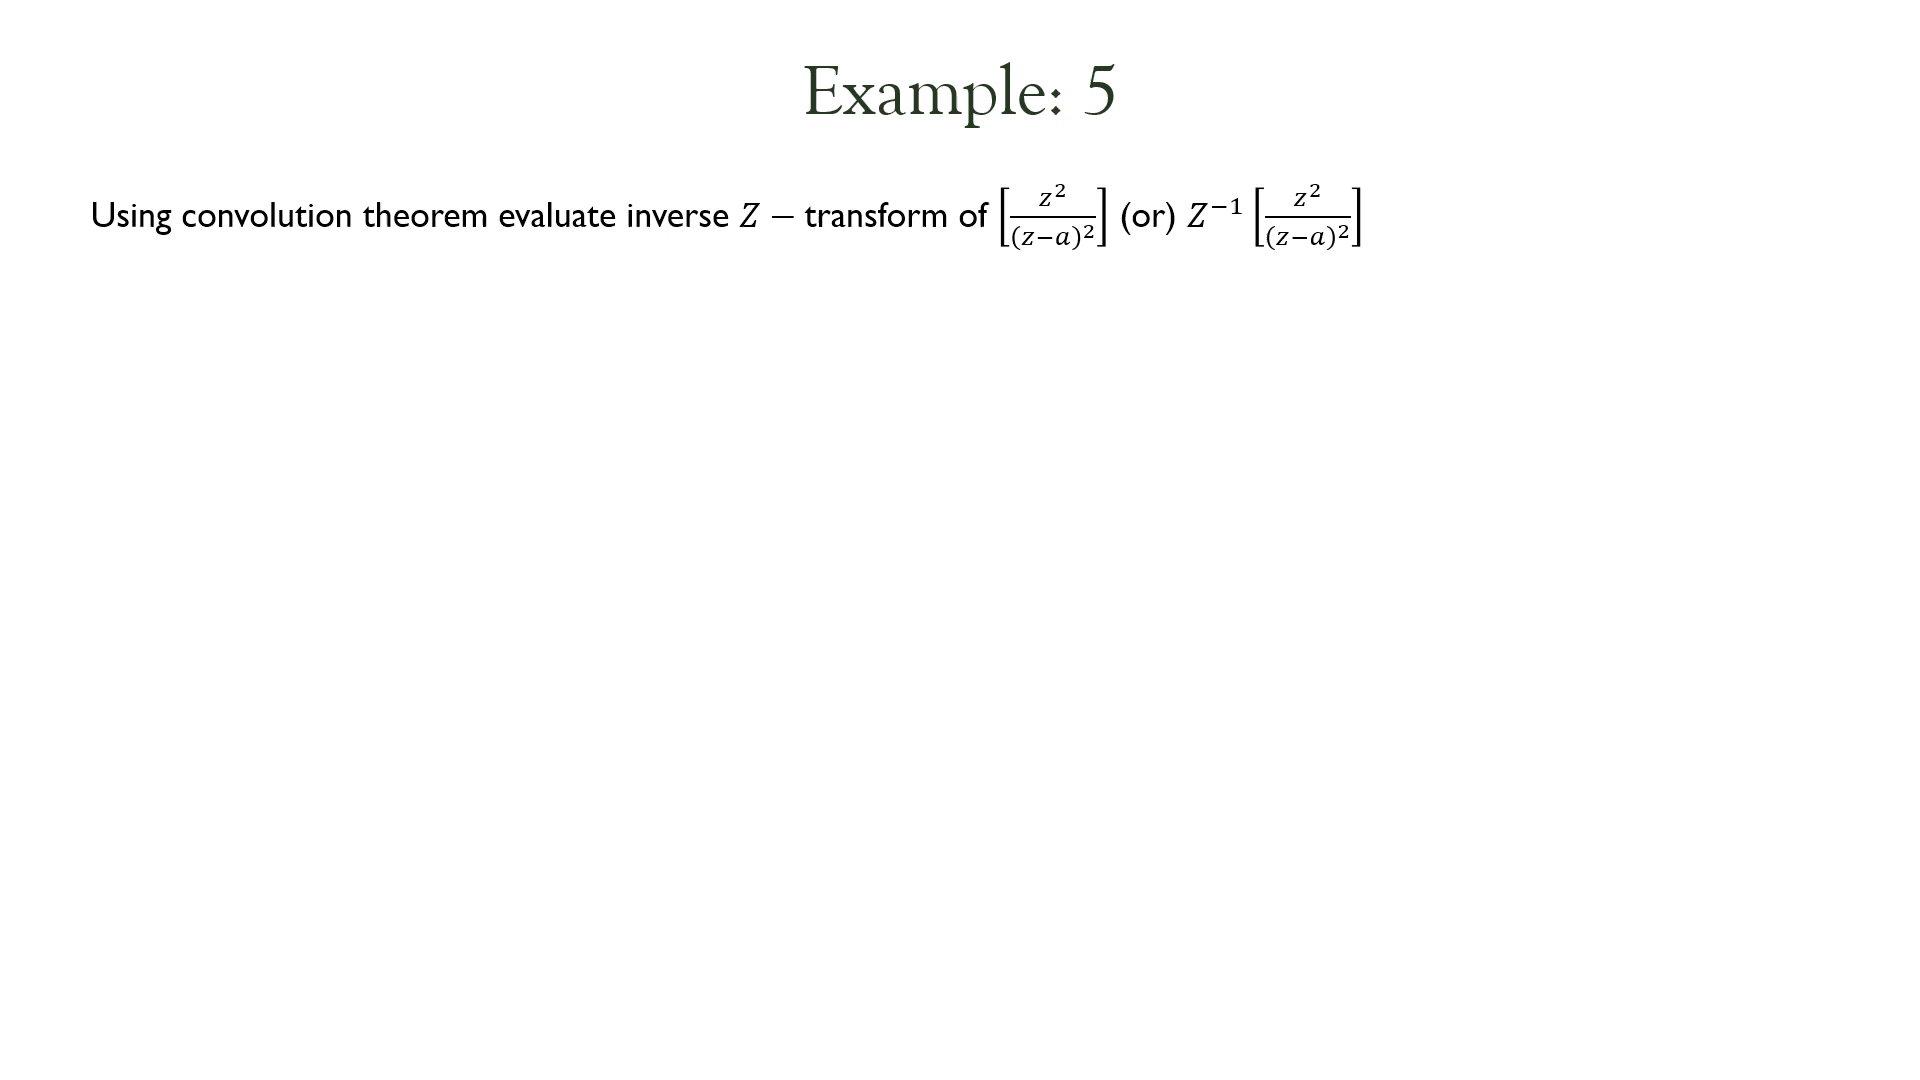 Example: 5
Using convolution theorem evaluate inverse Z − transform of [z²/(z−a)²] (or) Z⁻¹ [z²/(z−a)²]